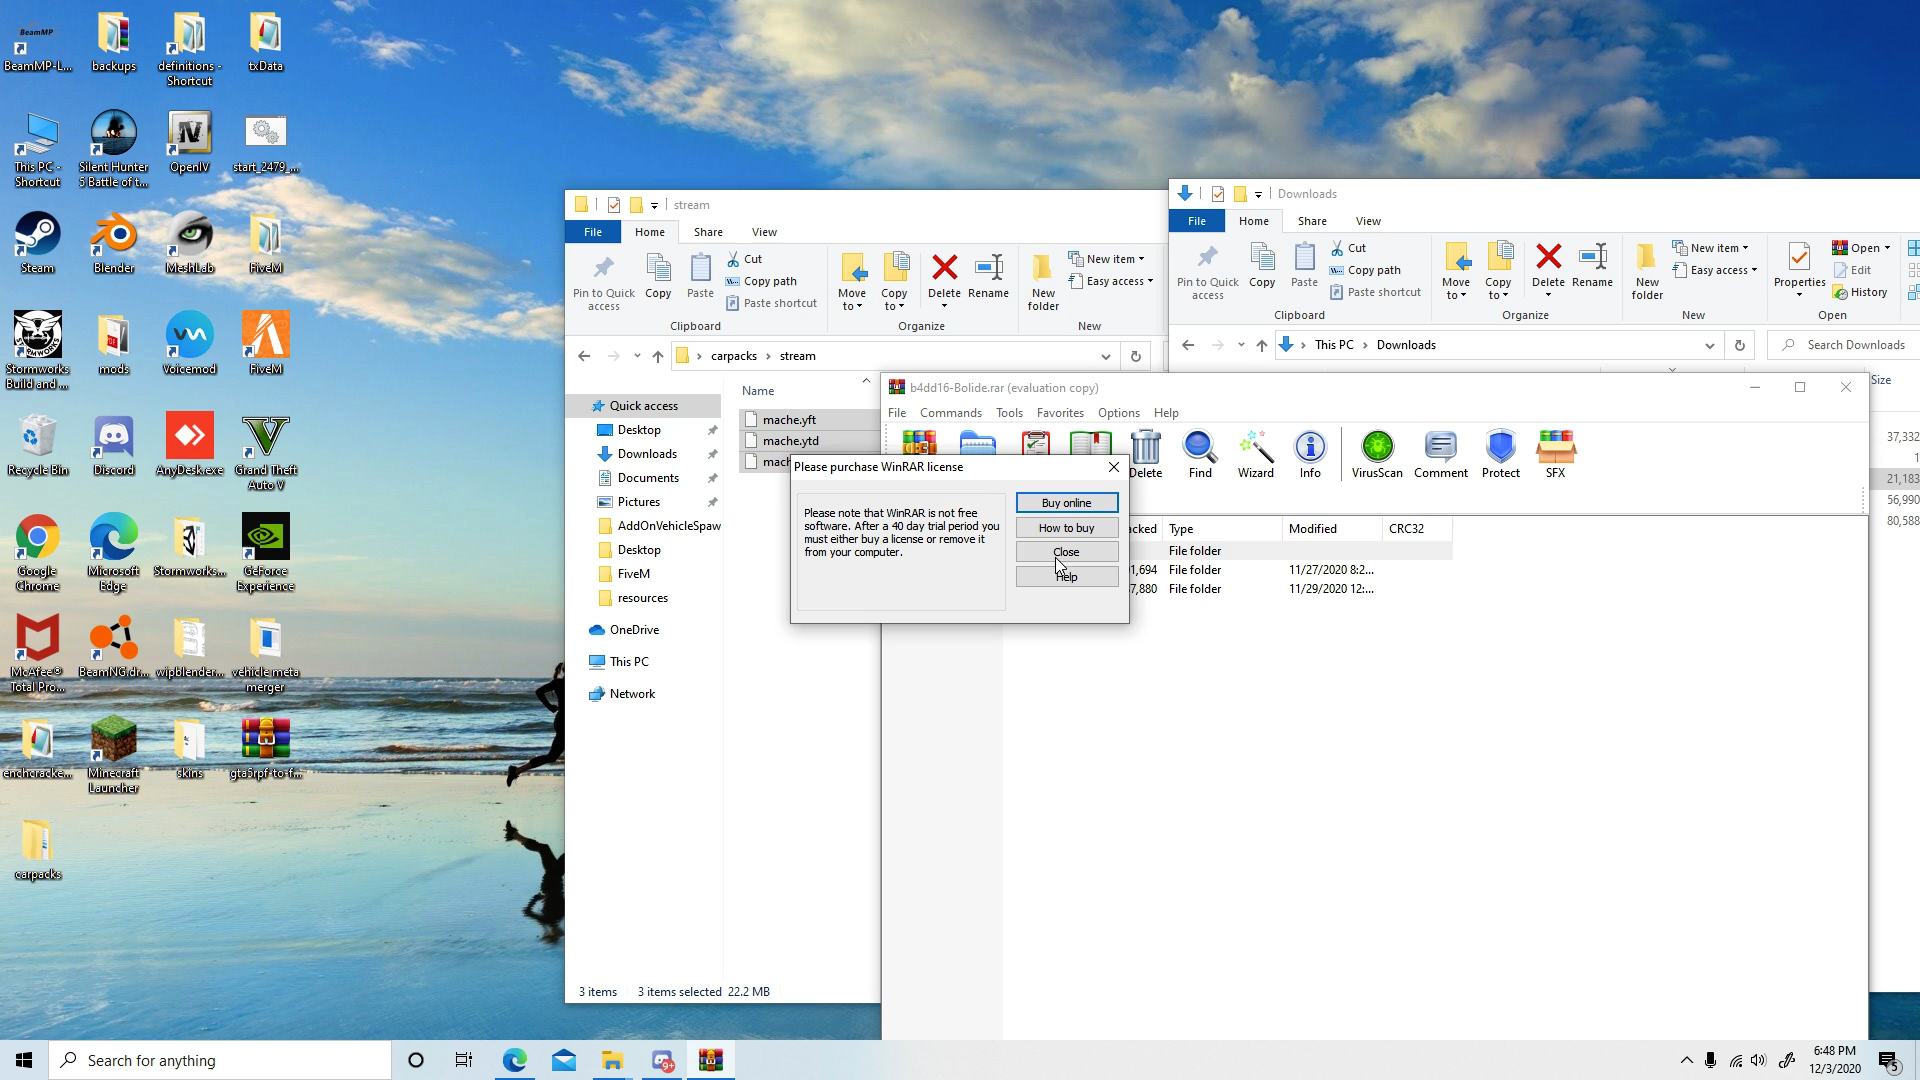 BeamMP
BeamMP-L...
backups
definitions -
Shortcut
txData
This PC -
Shortcut
Silent Hunter
5 Battle of t...
OpenIV
start_2479_...
Steam
Blender
MeshLab
FiveM
Stormworks
Build and ...
mods
Voicemod
FiveM
Recycle Bin
Discord
AnyDesk.exe
Grand Theft
Auto V
Google
Chrome
Microsoft
Edge
Stormworks...
GeForce
Experience
McAfee®
Total Pro...
BeamNG.dr...
wipblender...
vehicle meta
merger
enchcracke...
Minecraft
Launcher
skins
gta5rpf-to-f...
carpacks
stream
File
Home
Share
View
Pin to Quick
access
Copy
Paste
Cut
Copy path
Paste shortcut
Clipboard
Move
to
Copy
to
Delete
Rename
Organize
New
folder
New item
Easy access
New
carpacks
stream
Quick access
Desktop
Downloads
Documents
Pictures
AddOnVehicleSpaw
Desktop
FiveM
resources
OneDrive
This PC
Network
Name
mache.yft
mache.ytd
3 items
3 items selected 22.2 MB
Downloads
File
Home
Share
View
Pin to Quick
access
Copy
Paste
Cut
Copy path
Paste shortcut
Clipboard
Move
to
Copy
to
Delete
Rename
Organize
New
folder
New item
Easy access
New
Properties
Open
Edit
History
Open
This PC
Downloads
Search Downloads
Size
37,332
1
21,183
56,990
80,588
b4dd16-Bolide.rar (evaluation copy)
File
Commands
Tools
Favorites
Options
Help
Delete
Find
Wizard
Info
VirusScan
Comment
Protect
SFX
Type
Modified
CRC32
File folder
File folder
11/27/2020 8:2...
File folder
11/29/2020 12:...
Please purchase WinRAR license
Please note that WinRAR is not free
software. After a 40 day trial period you
must either buy a license or remove it
from your computer.
Buy online
How to buy
Close
Help
Search for anything
9+
6:48 PM
12/3/2020
5